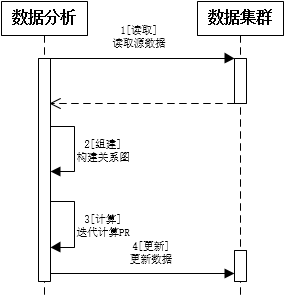 数据分析
数据集群
1[读取]
读取源数据
2[组建]
构建关系图
3[计算]
迭代计算PR
4[更新]
更新数据